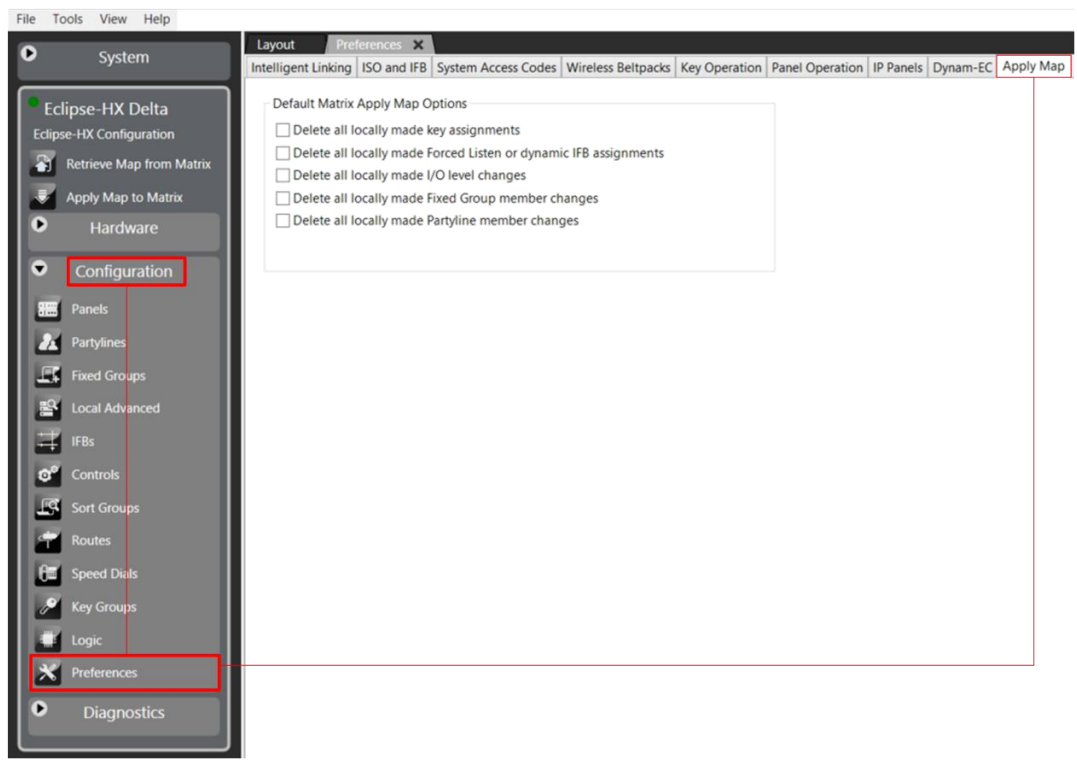 File Tools View Help
System
Eclipse-HX Delta
Eclipse-HX Configuration
Retrieve Map from Matrix
Apply Map to Matrix
Hardware
Configuration
Panels
Partylines
Fixed Groups
Local Advanced
IFBs
Controls
Sort Groups
Routes
Speed Dials
Key Groups
Logic
Preferences
Diagnostics
Layout Preferences
Intelligent Linking ISO and IFB System Access Codes Wireless Beltpacks Key Operation Panel Operation IP Panels Dynam-EC Apply Map
Default Matrix Apply Map Options
Delete all locally made key assignments
Delete all locally made Forced Listen or dynamic IFB assignments
Delete all locally made I/O level changes
Delete all locally made Fixed Group member changes
Delete all locally made Partyline member changes